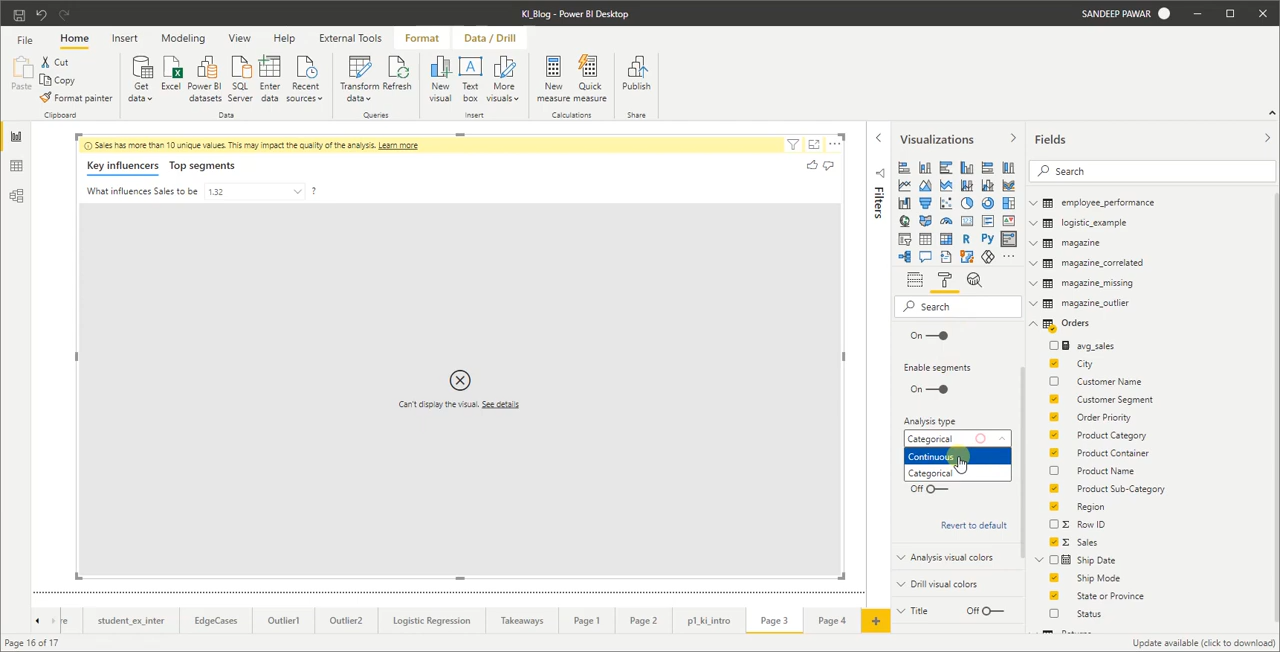 KI_Blog - Power BI Desktop
SANDEEP PAWAR
File
Home
Insert
Modeling
View
Help
External Tools
Format
Data / Drill
Paste
Cut
Copy
Format painter
Clipboard
Get data
Excel
Power BI datasets
SQL Server
Enter data
Recent sources
Data
Transform data
Refresh
Queries
New visual
Text box
More visuals
Insert
New measure
Quick measure
Calculations
Publish
Share
Sales has more than 10 unique values. This may impact the quality of the analysis. Learn more
Key influencers
Top segments
What influences Sales to be
1.32
?
Can't display the visual. See details
Filters
Visualizations
R
Py
Search
On
Enable segments
On
Analysis type
Categorical
Continuous
Categorical
Off
Revert to default
Analysis visual colors
Drill visual colors
Title
Off
Fields
Search
employee_performance
logistic_example
magazine
magazine_correlated
magazine_missing
magazine_outlier
Orders
avg_sales
City
Customer Name
Customer Segment
Order Priority
Product Category
Product Container
Product Name
Product Sub-Category
Region
Row ID
Sales
Ship Date
Ship Mode
State or Province
Status
re
student_ex_inter
EdgeCases
Outlier1
Outlier2
Logistic Regression
Takeaways
Page 1
Page 2
p1_ki_intro
Page 3
Page 4
Page 16 of 17
Update available (click to download)